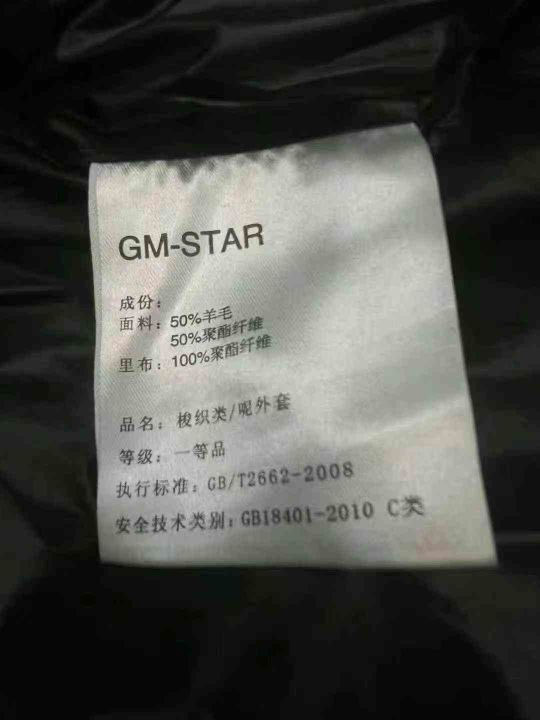 GM-STAR
成份：
面料：50%羊毛
50%聚酯纤维
里布：100%聚酯纤维
品名：梭织类/呢外套
等级：一等品
执行标准：GB/T2662-2008
安全技术类别：GB18401-2010 C类